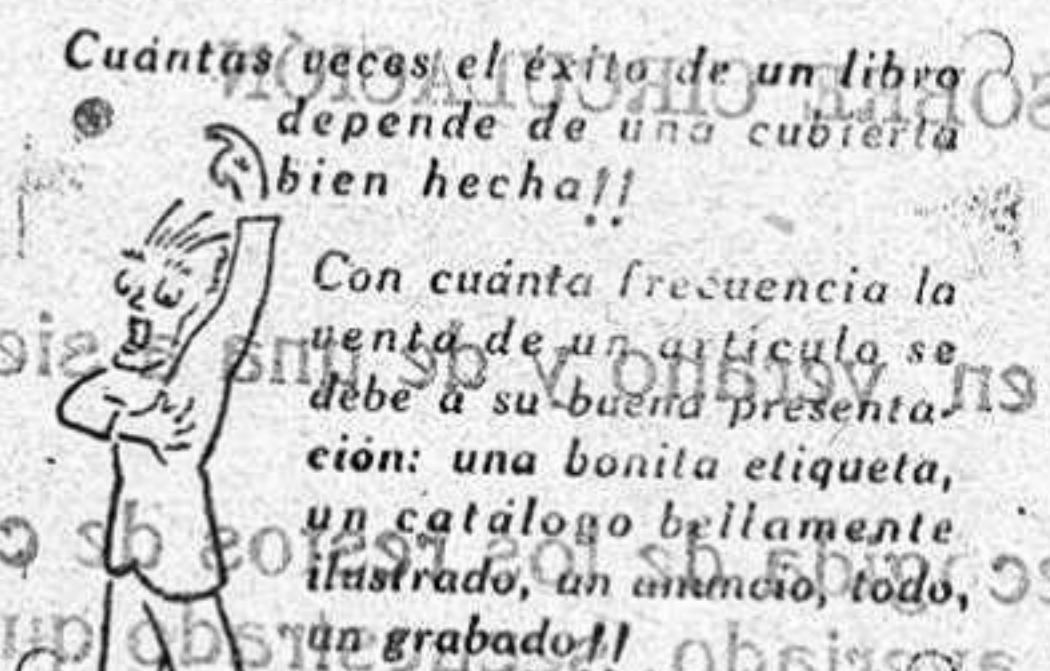 Cuántas veces el éxito de un libro
depende de una cubierta
bien hecha!!
Con cuánta frecuencia la
venta de un artículo se
debe a su buena presenta-
ción: una bonita etiqueta,
un catálogo bellamente
ilustrado, un anuncio, todo,
un grabado!!